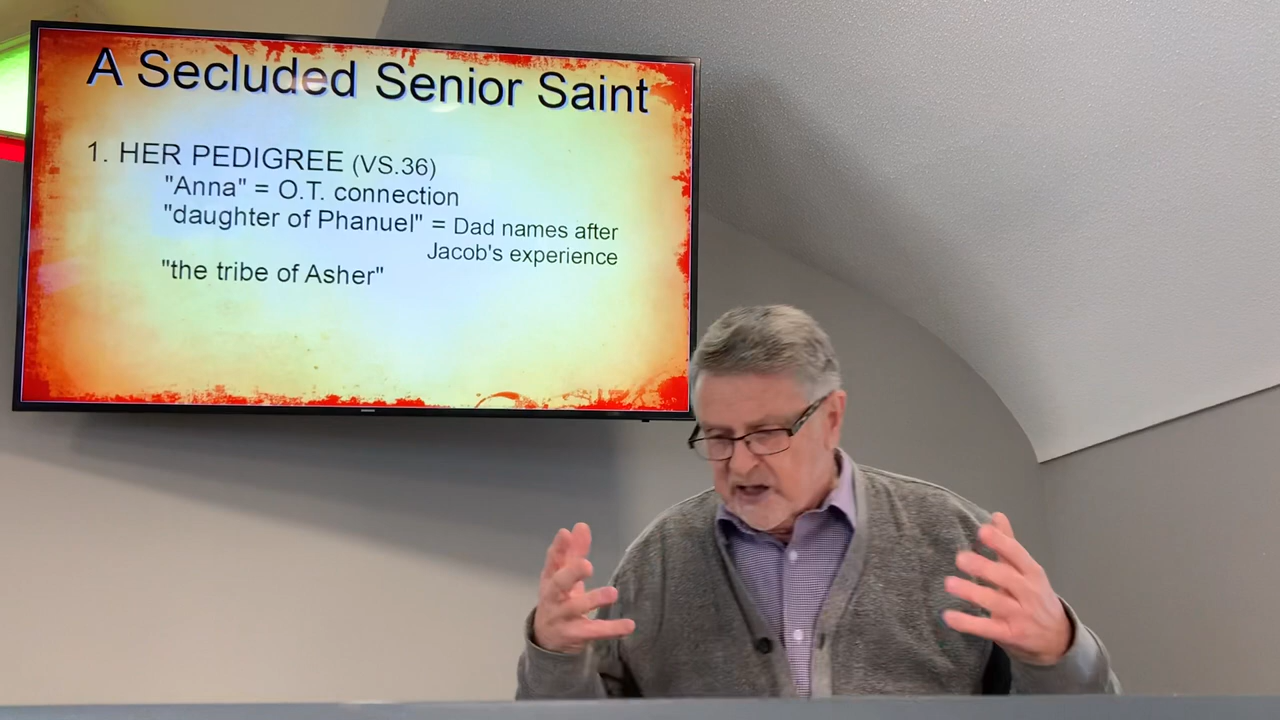 A Secluded Senior Saint
1. HER PEDIGREE (VS.36)
"Anna" = O.T. connection
"daughter of Phanuel" = Dad names after
Jacob's experience
"the tribe of Asher"